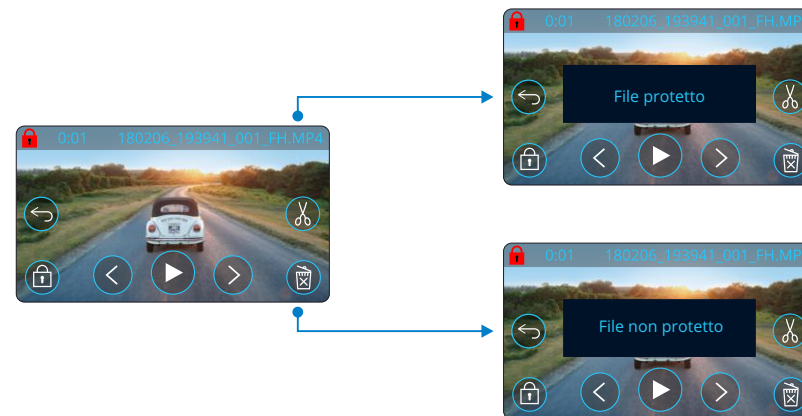 0:01 180206_193941_001_FH.MP4
0:01 180206_193941_001_FH.MP
File protetto
0:01 180206_193941_001_FH.MP
File non protetto